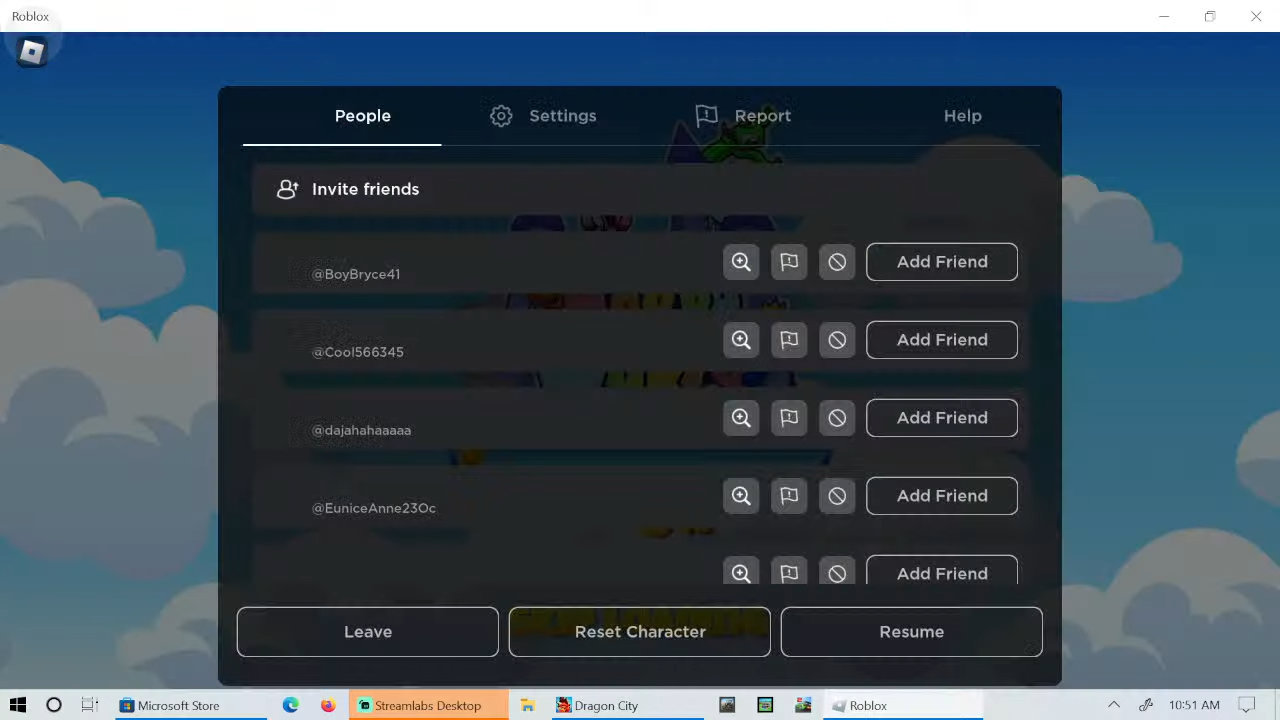 Roblox
People
Settings
Report
Help
Invite friends
@BoyBryce41
Add Friend
@Cool566345
Add Friend
@dajahahaaaaa
Add Friend
@EuniceAnne23Oc
Add Friend
Add Friend
Leave
Reset Character
Resume
Microsoft Store
Streamlabs Desktop
Dragon City
Roblox
10:51 AM